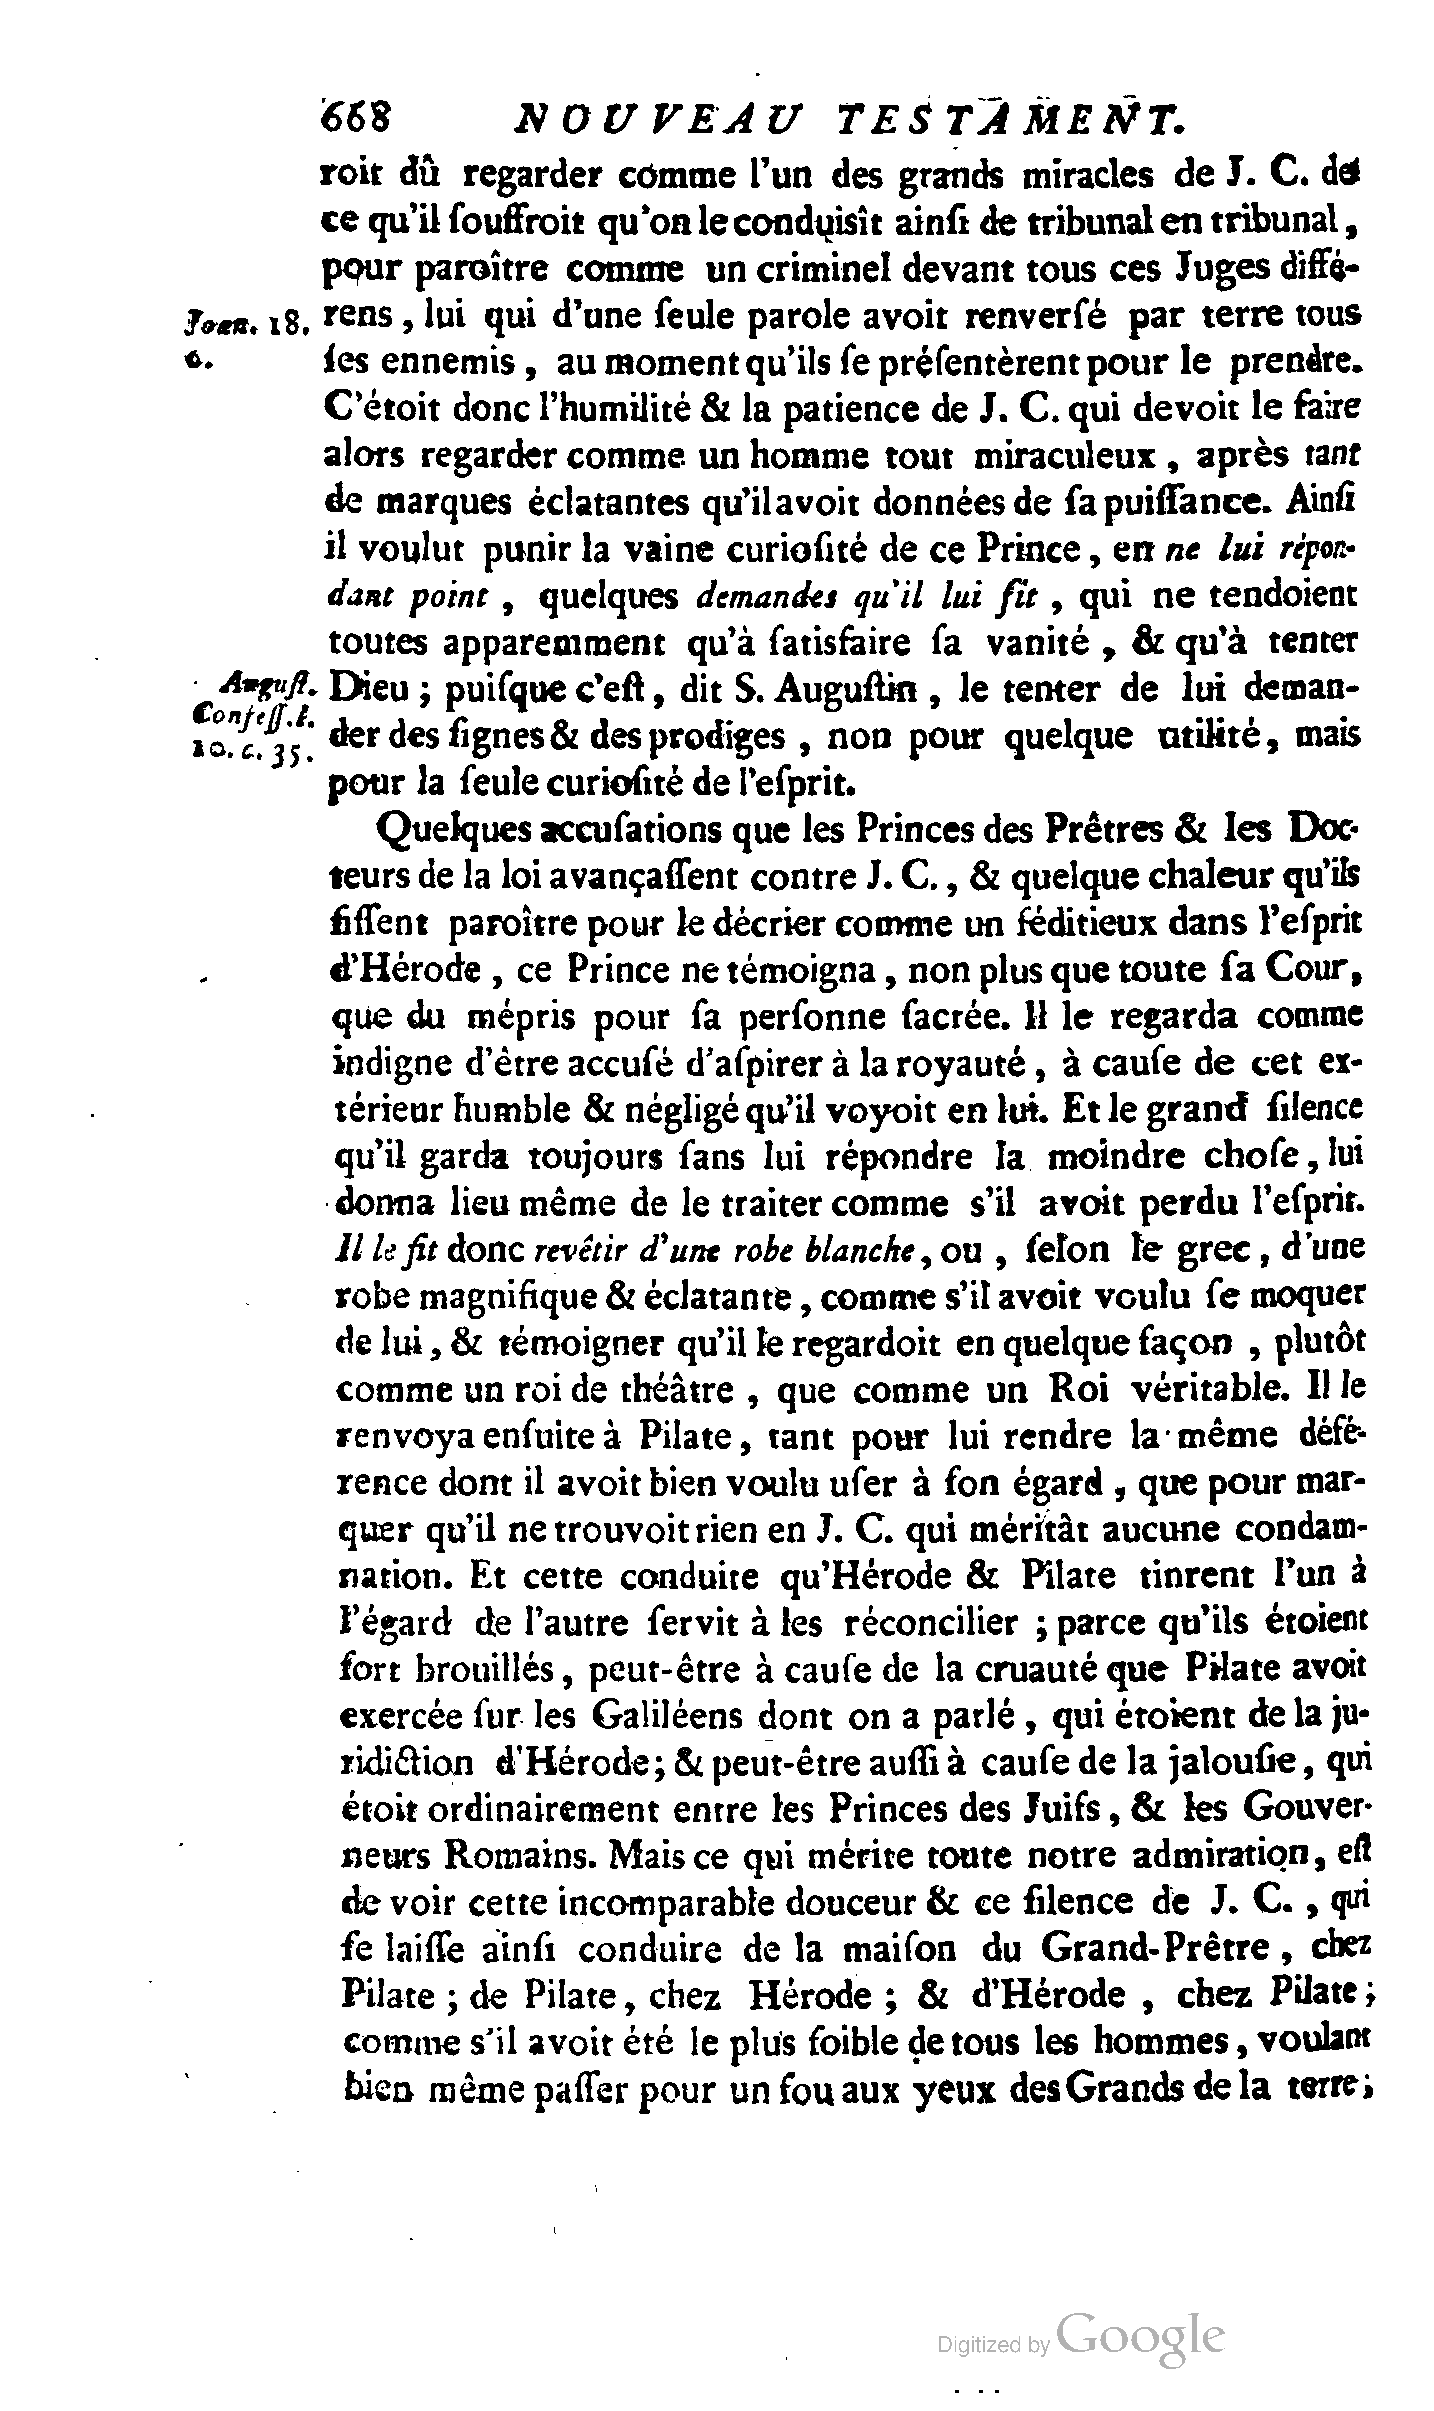 668 NOUVEAU TESTAMENT.
roit dû regarder comme l'un des grands miracles de J. C. de
ce qu'il ſouffroit qu'on le conduisît ainſi de tribunal en tribunal,
pour paroître comme un criminel devant tous ces Juges diffé-
Joan. 18. rens, lui qui d'une ſeule parole avoit renverſé par terre tous
6. ſes ennemis, au moment qu'ils ſe préſentèrent pour le prendre.
C'étoit donc l'humilité & la patience de J. C. qui devoit le faire
alors regarder comme un homme tout miraculeux, après tant
de marques éclatantes qu'il avoit données de ſa puiſſance. Ainſi
il voulut punir la vaine curioſité de ce Prince, en ne lui répon-
dant point, quelques demandes qu'il lui fît, qui ne tendoient
toutes apparemment qu'à ſatisfaire ſa vanité, & qu'à tenter
Auguſt. Dieu; puiſque c'eſt, dit S. Auguſtin, le tenter de lui deman-
Confeſſ. l.
10. c. 35. der des ſignes & des prodiges, non pour quelque utilité, mais
pour la ſeule curioſité de l'eſprit.
Quelques accuſations que les Princes des Prêtres & les Doc-
teurs de la loi avançaſſent contre J. C., & quelque chaleur qu'ils
fiſſent paroître pour le décrier comme un ſéditieux dans l'eſprit
d'Hérode, ce Prince ne témoigna, non plus que toute ſa Cour,
que du mépris pour ſa perſonne ſacrée. Il le regarda comme
indigne d'être accuſé d'aſpirer à la royauté, à cauſe de cet ex-
térieur humble & négligé qu'il voyoit en lui. Et le grand ſilence
qu'il garda toujours ſans lui répondre la moindre choſe, lui
donna lieu même de le traiter comme s'il avoit perdu l'eſprit.
Il le fit donc revêtir d'une robe blanche, ou, ſelon le grec, d'une
robe magnifique & éclatante, comme s'il avoit voulu ſe moquer
de lui, & témoigner qu'il le regardoit en quelque façon, plutôt
comme un roi de théâtre, que comme un Roi véritable. Il le
renvoya enſuite à Pilate, tant pour lui rendre la même défé-
rence dont il avoit bien voulu uſer à ſon égard, que pour mar-
quer qu'il ne trouvoit rien en J. C. qui méritât aucune condam-
nation. Et cette conduite qu'Hérode & Pilate tinrent l'un à
l'égard de l'autre ſervit à les réconcilier; parce qu'ils étoient
fort brouillés, peut-être à cauſe de la cruauté que Pilate avoit
exercée ſur les Galiléens dont on a parlé, qui étoient de la ju-
ridiction d'Hérode; & peut-être auſſi à cauſe de la jalouſie, qui
étoit ordinairement entre les Princes des Juifs, & les Gouver-
neurs Romains. Mais ce qui mérite toute notre admiration, eſt
de voir cette incomparable douceur & ce ſilence de J. C., qui
ſe laiſſe ainſi conduire de la maiſon du Grand-Prêtre, chez
Pilate; de Pilate, chez Hérode; & d'Hérode, chez Pilate;
comme s'il avoit été le plus foible de tous les hommes, voulant
bien même paſſer pour un fou aux yeux des Grands de la terre;
Digitized by Google